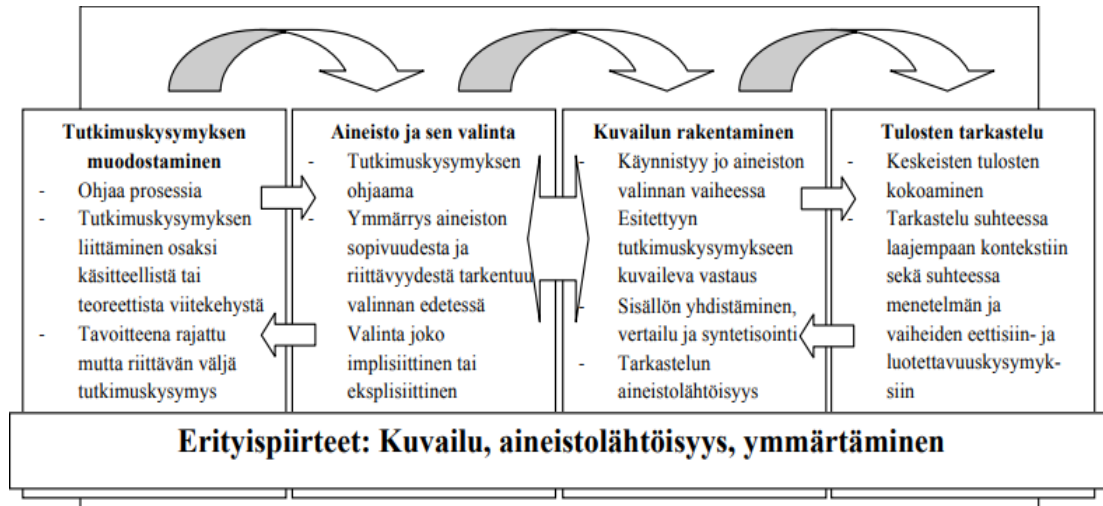 Tutkimuskysymyksen
muodostaminen
- Ohjaa prosessia
- Tutkimuskysymyksen
liittäminen osaksi
käsitteellistä tai
teoreettista viitekehystä
- Tavoitteena rajattu
mutta riittävän väljä
tutkimuskysymys
Aineisto ja sen valinta
- Tutkimuskysymyksen
ohjaama
- Ymmärrys aineiston
sopivuudesta ja
riittävyydestä tarkentuu
valinnan edetessä
- Valinta joko
implisiittinen tai
eksplisiittinen
Kuvailun rakentaminen
- Käynnistyy jo aineiston
valinnan vaiheessa
- Esitettyyn
tutkimuskysymykseen
kuvaileva vastaus
- Sisällön yhdistäminen,
vertailu ja syntetisointi
- Tarkastelun
aineistolähtöisyys
Tulosten tarkastelu
- Keskeisten tulosten
kokoaminen
- Tarkastelu suhteessa
laajempaan kontekstiin
sekä suhteessa
menetelmän ja
vaiheiden eettisiin- ja
luotettavuuskysymyk-
siin
Erityispiirteet: Kuvailu, aineistolähtöisyys, ymmärtäminen